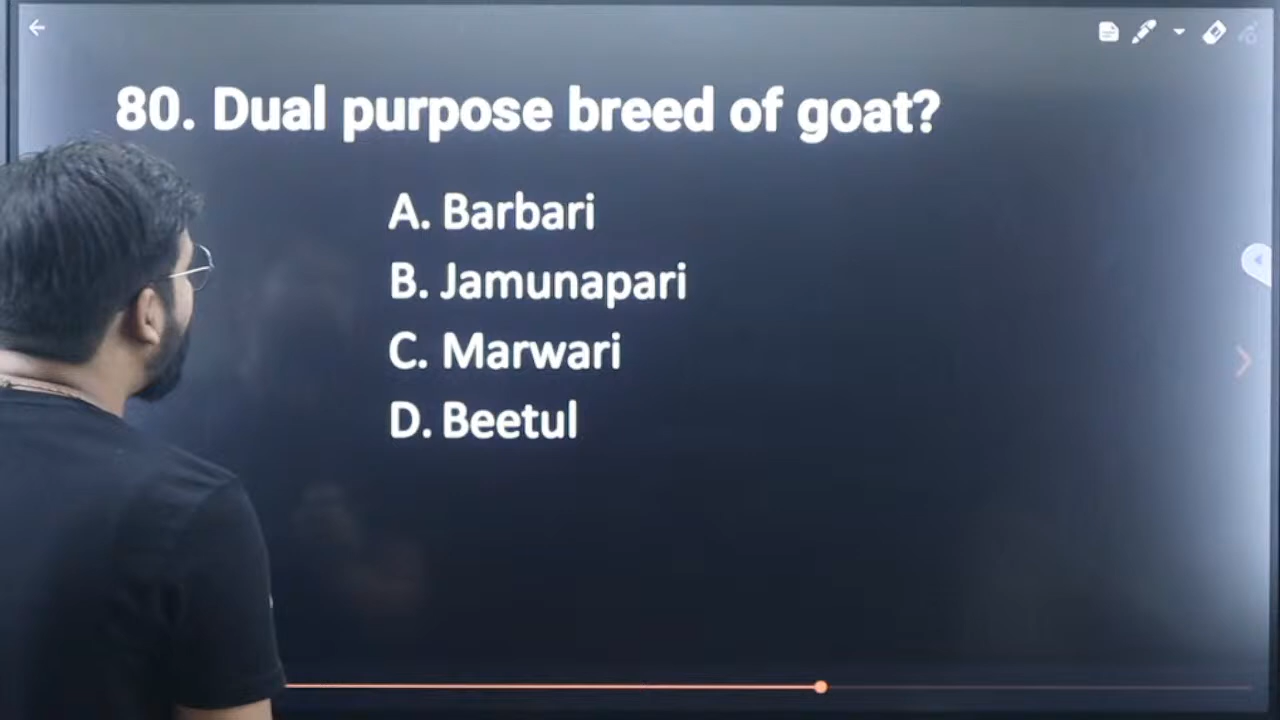 80. Dual purpose breed of goat?
A. Barbari
B. Jamunapari
C. Marwari
D. Beetul